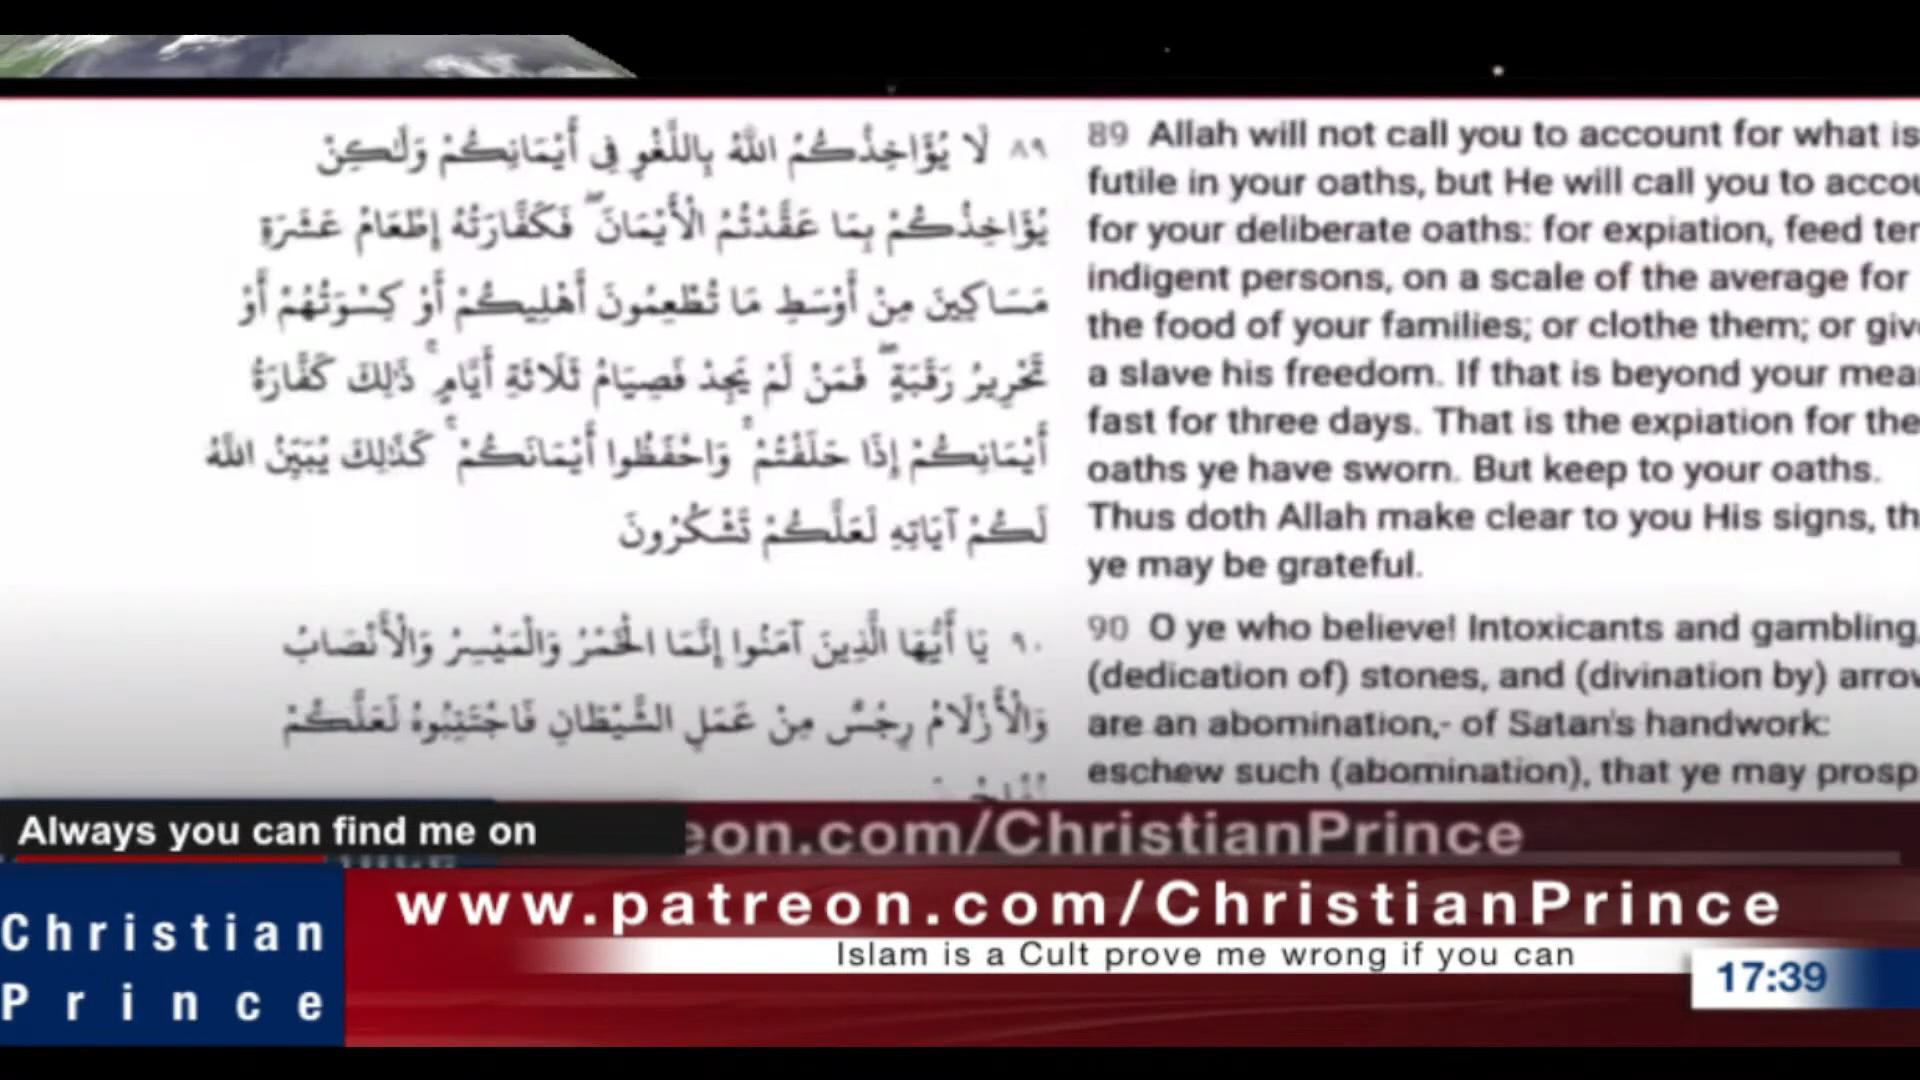 ٨٩ لَا يُؤَاخِذُكُمُ اللَّهُ بِاللَّغْوِ فِي أَيْمَانِكُمْ وَلَٰكِنْ
يُؤَاخِذُكُمْ بِمَا عَقَّدْتُمُ الْأَيْمَانَ ۖ فَكَفَّارَتُهُ إِطْعَامُ عَشَرَةِ
مَسَاكِينَ مِنْ أَوْسَطِ مَا تُطْعِمُونَ أَهْلِيكُمْ أَوْ كِسْوَتُهُمْ أَوْ
تَحْرِيرُ رَقَبَةٍ ۖ فَمَنْ لَمْ يَجِدْ فَصِيَامُ ثَلَاثَةِ أَيَّامٍ ۚ ذَٰلِكَ كَفَّارَةُ
أَيْمَانِكُمْ إِذَا حَلَفْتُمْ ۚ وَاحْفَظُوا أَيْمَانَكُمْ ۚ كَذَٰلِكَ يُبَيِّنُ اللَّهُ
لَكُمْ آيَاتِهِ لَعَلَّكُمْ تَشْكُرُونَ
89 Allah will not call you to account for what is
futile in your oaths, but He will call you to accou
for your deliberate oaths: for expiation, feed ten
indigent persons, on a scale of the average for
the food of your families; or clothe them; or give
a slave his freedom. If that is beyond your mea
fast for three days. That is the expiation for the
oaths ye have sworn. But keep to your oaths.
Thus doth Allah make clear to you His signs, th
ye may be grateful.
٩٠ يَا أَيُّهَا الَّذِينَ آمَنُوا إِنَّمَا الْخَمْرُ وَالْمَيْسِرُ وَالْأَنْصَابُ
وَالْأَزْلَامُ رِجْسٌ مِنْ عَمَلِ الشَّيْطَانِ فَاجْتَنِبُوهُ لَعَلَّكُمْ
90 O ye who believe! Intoxicants and gambling,
(dedication of) stones, and (divination by) arrow
are an abomination,- of Satan's handwork:
eschew such (abomination), that ye may prosp
Always you can find me on
eon.com/ChristianPrince
www.patreon.com/ChristianPrince
Islam is a Cult prove me wrong if you can
Christian
Prince
17:39